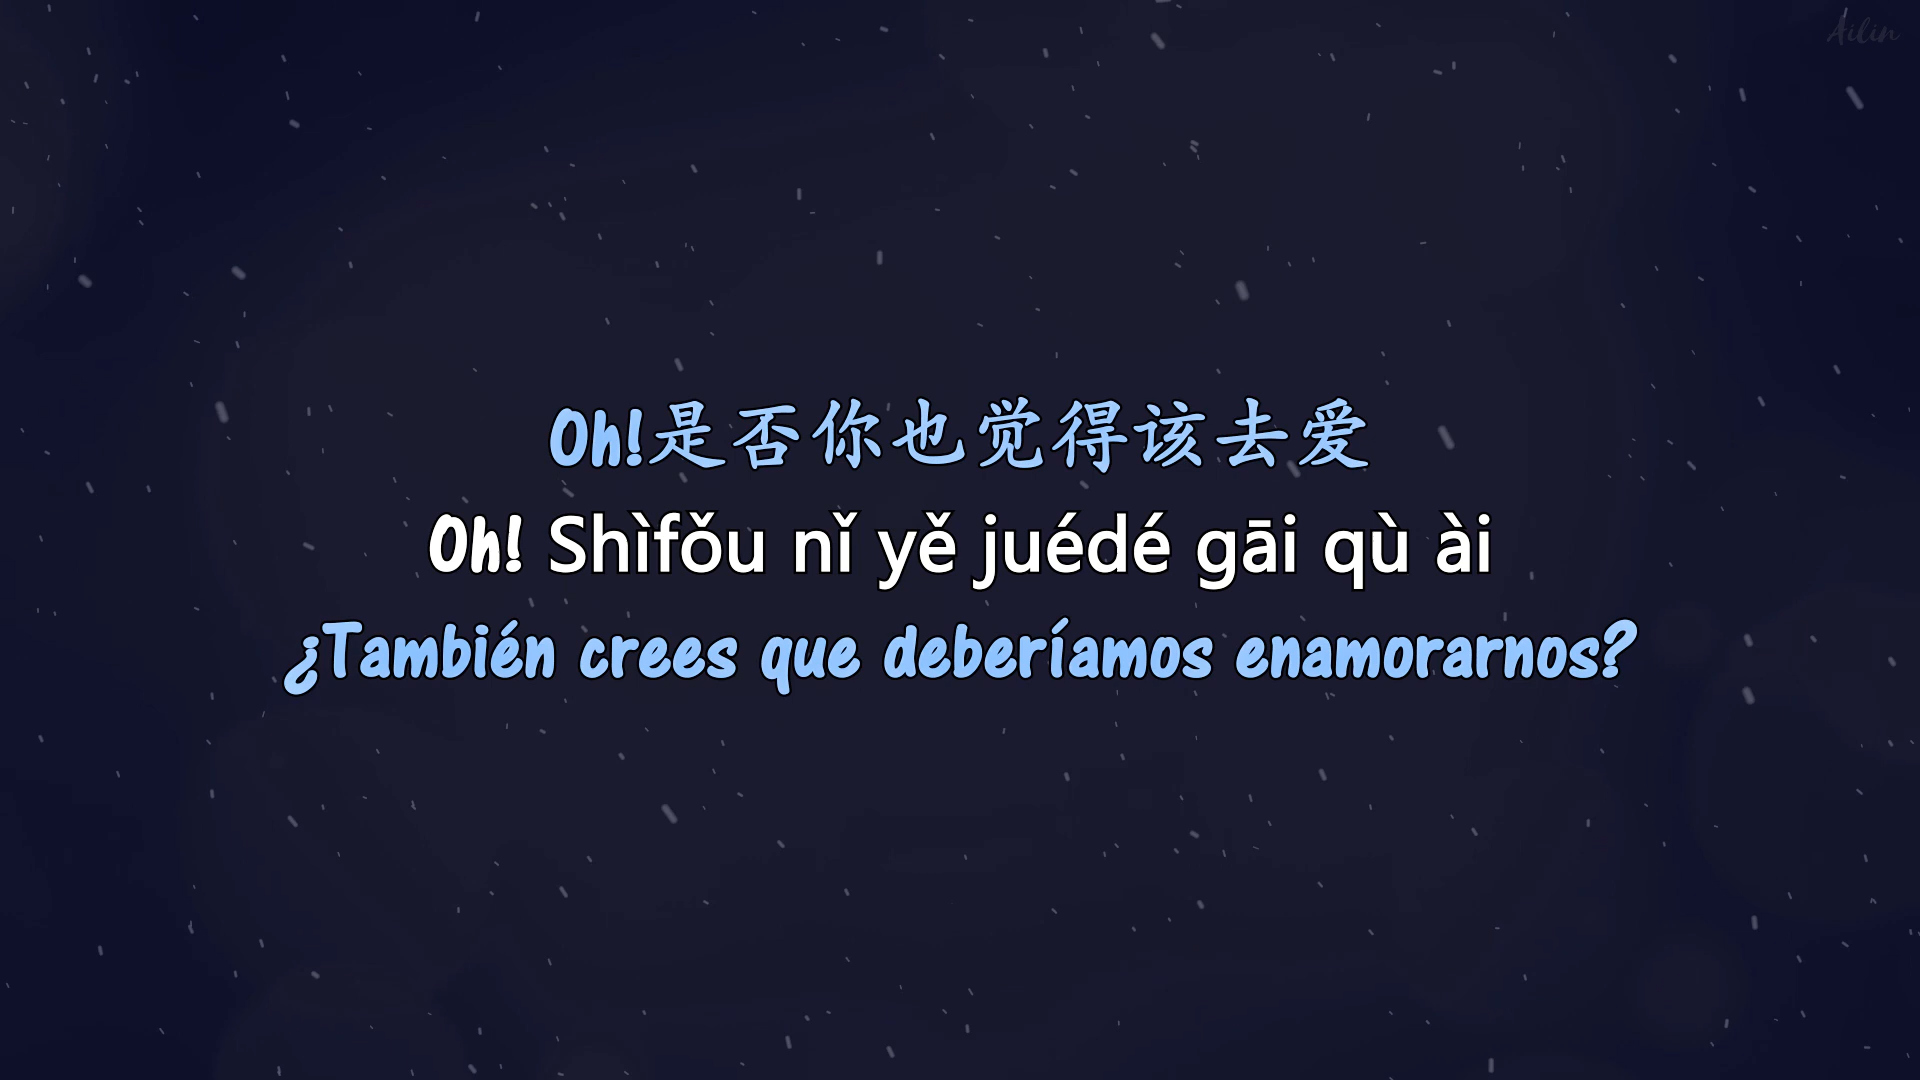 Ailin
Oh!是否你也觉得该去爱
Oh! Shìfǒu nǐ yě juédé gāi qù ài
¿También crees que deberíamos enamorarnos?